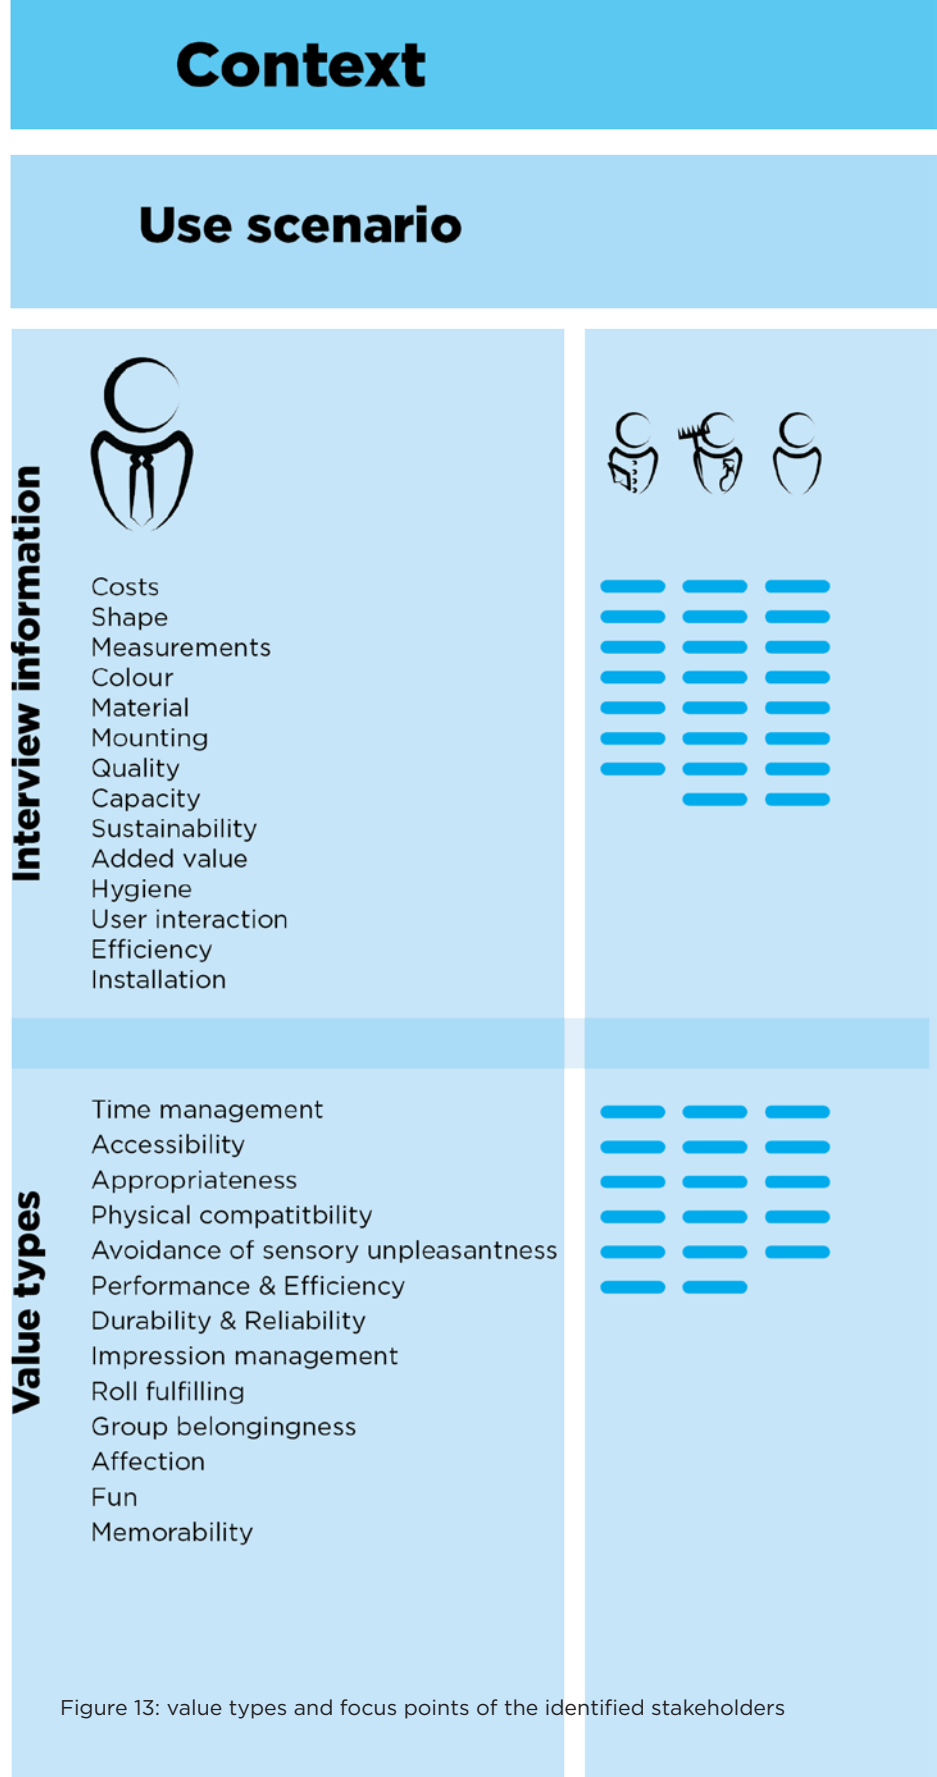 Context
Use scenario
Interview information
Costs
Shape
Measurements
Colour
Material
Mounting
Quality
Capacity
Sustainability
Added value
Hygiene
User interaction
Efficiency
Installation
Value types
Time management
Accessibility
Appropriateness
Physical compatitbility
Avoidance of sensory unpleasantness
Performance & Efficiency
Durability & Reliability
Impression management
Roll fulfilling
Group belongingness
Affection
Fun
Memorability
Figure 13: value types and focus points of the identified stakeholders